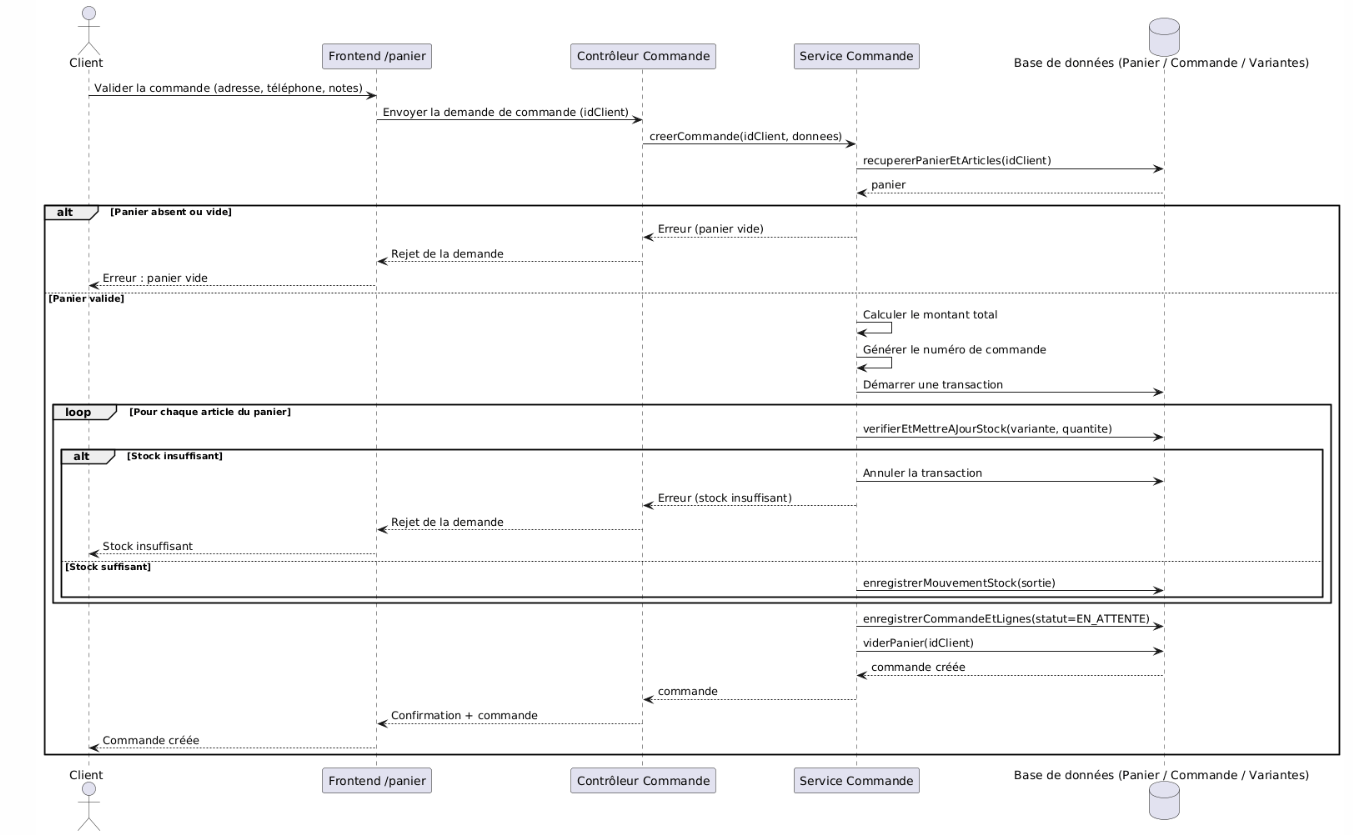 Client
Frontend /panier
Contrôleur Commande
Service Commande
Base de données (Panier / Commande / Variantes)
Valider la commande (adresse, téléphone, notes)
Envoyer la demande de commande (idClient)
creerCommande(idClient, donnees)
recupererPanierEtArticles(idClient)
panier
alt [Panier absent ou vide]
Erreur (panier vide)
Rejet de la demande
Erreur : panier vide
[Panier valide]
Calculer le montant total
Générer le numéro de commande
Démarrer une transaction
loop [Pour chaque article du panier]
verifierEtMettreAJourStock(variante, quantite)
alt [Stock insuffisant]
Annuler la transaction
Erreur (stock insuffisant)
Rejet de la demande
Stock insuffisant
[Stock suffisant]
enregistrerMouvementStock(sortie)
enregistrerCommandeEtLignes(statut=EN_ATTENTE)
viderPanier(idClient)
commande créée
commande
Confirmation + commande
Commande créée
Client
Frontend /panier
Contrôleur Commande
Service Commande
Base de données (Panier / Commande / Variantes)